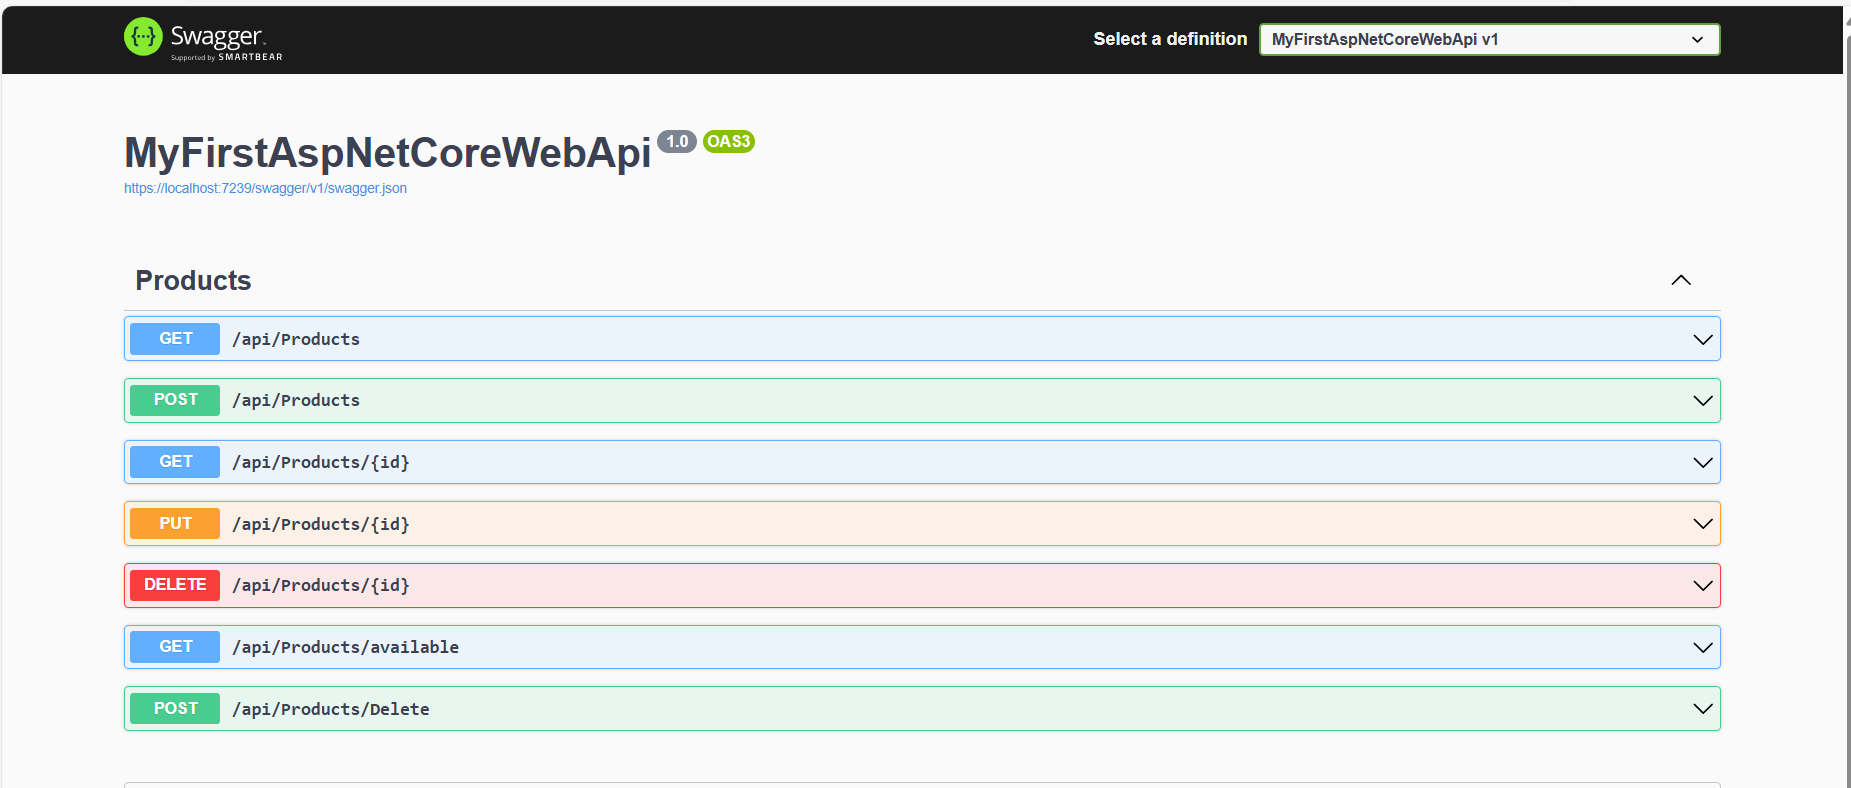 Swagger
Supported by SMARTBEAR
Select a definition
MyFirstAspNetCoreWebApi v1
MyFirstAspNetCoreWebApi 1.0 OAS3
https://localhost:7239/swagger/v1/swagger.json
Products
GET /api/Products
POST /api/Products
GET /api/Products/{id}
PUT /api/Products/{id}
DELETE /api/Products/{id}
GET /api/Products/available
POST /api/Products/Delete